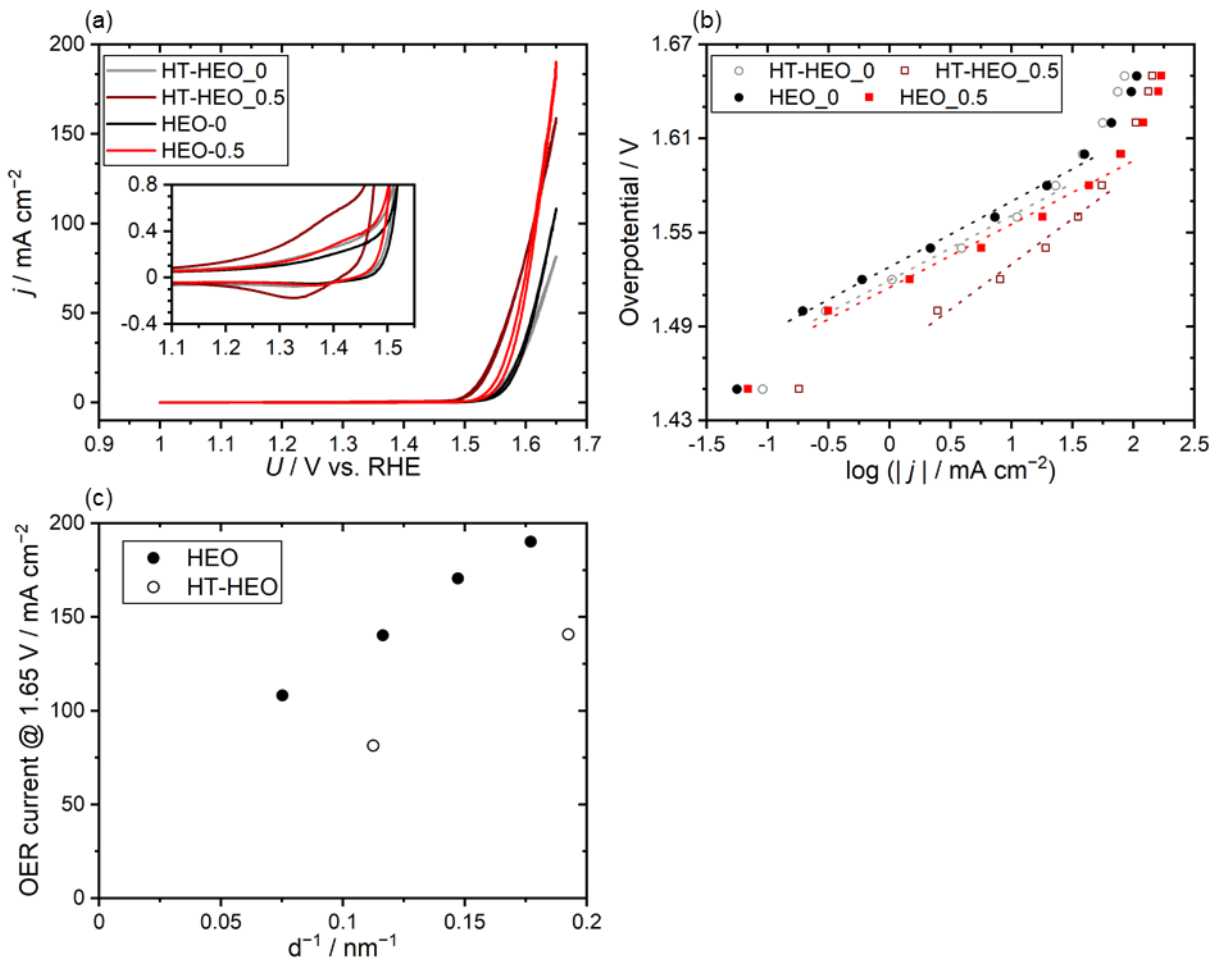 (a)
200
150
100
50
0
j / mA cm⁻²
HT-HEO_0
HT-HEO_0.5
HEO-0
HEO-0.5
0.8
0.4
0
-0.4
1.1 1.2 1.3 1.4 1.5
0.9 1 1.1 1.2 1.3 1.4 1.5 1.6 1.7
U / V vs. RHE
(b)
1.67
1.61
1.55
1.49
1.43
Overpotential / V
HT-HEO_0 HT-HEO_0.5
HEO_0 HEO_0.5
-1.5 -1 -0.5 0 0.5 1 1.5 2 2.5
log (| j | / mA cm⁻²)
(c)
200
150
100
50
0
OER current @ 1.65 V / mA cm⁻²
HEO
HT-HEO
0 0.05 0.1 0.15 0.2
d⁻¹ / nm⁻¹